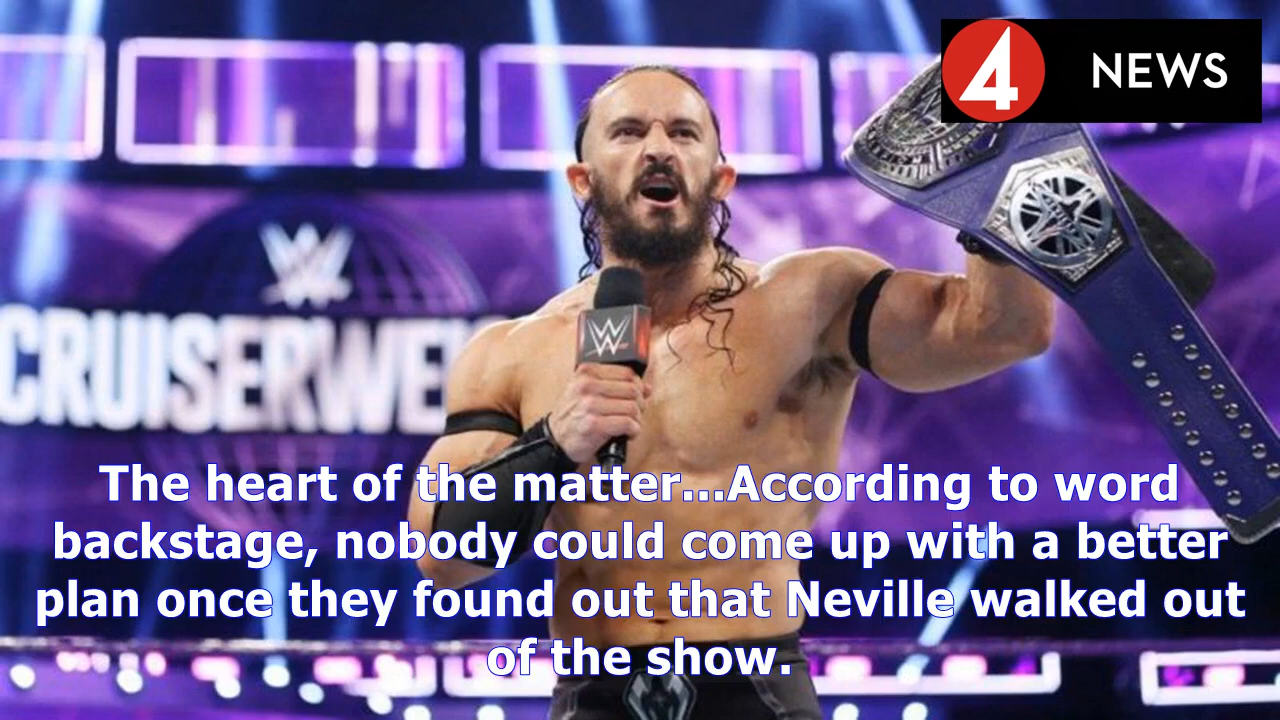 4 NEWS
W
CRUISERWEI
W
The heart of the matter...According to word
backstage, nobody could come up with a better
plan once they found out that Neville walked out
of the show.